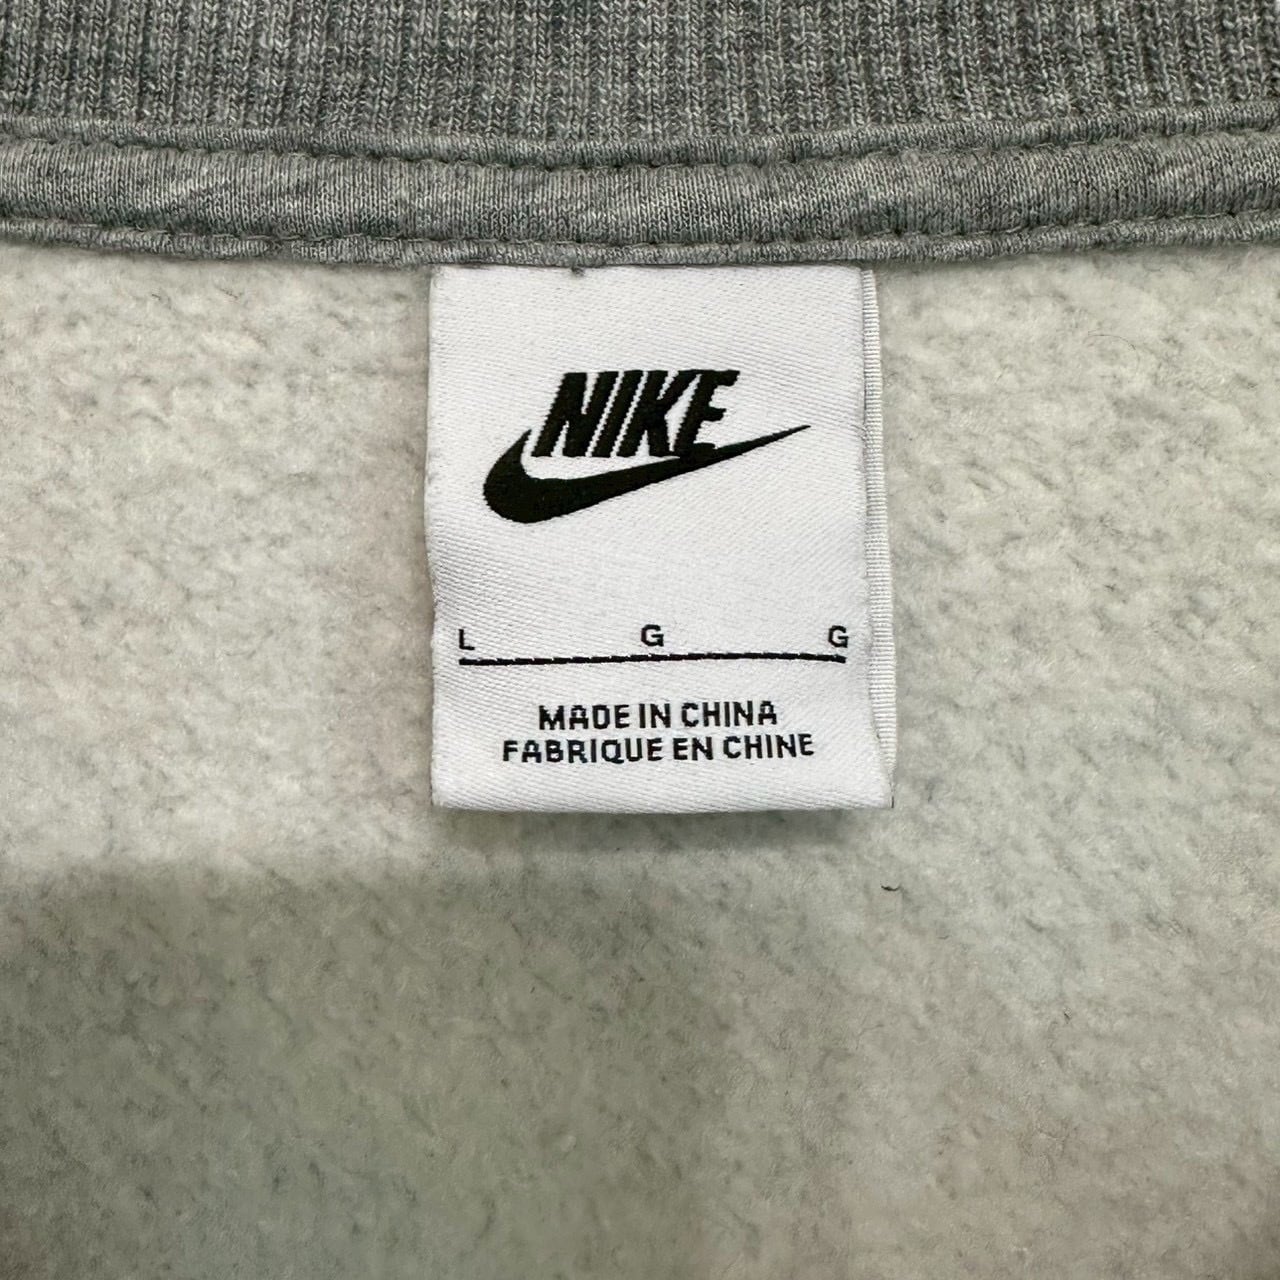 NIKE
L G G
MADE IN CHINA
FABRIQUE EN CHINE